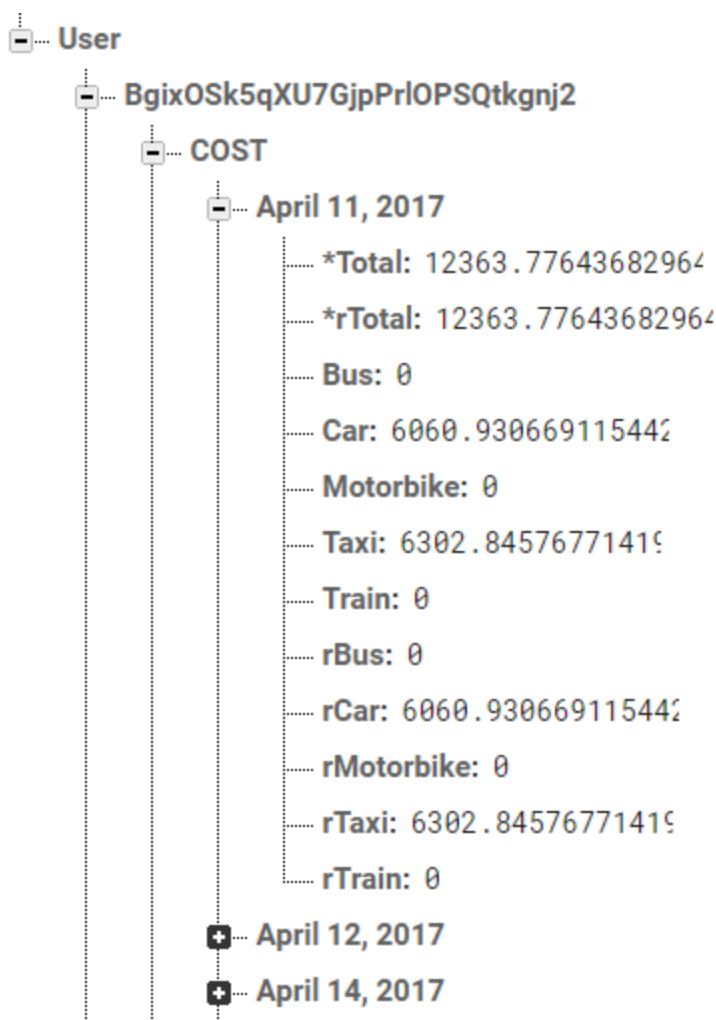 User
BgixOSk5qXU7GjpPrlOPSQtkgnj2
COST
April 11, 2017
*Total: 12363.77643682964
*rTotal: 12363.77643682964
Bus: 0
Car: 6060.930669115442
Motorbike: 0
Taxi: 6302.84576771419
Train: 0
rBus: 0
rCar: 6060.930669115442
rMotorbike: 0
rTaxi: 6302.84576771419
rTrain: 0
April 12, 2017
April 14, 2017